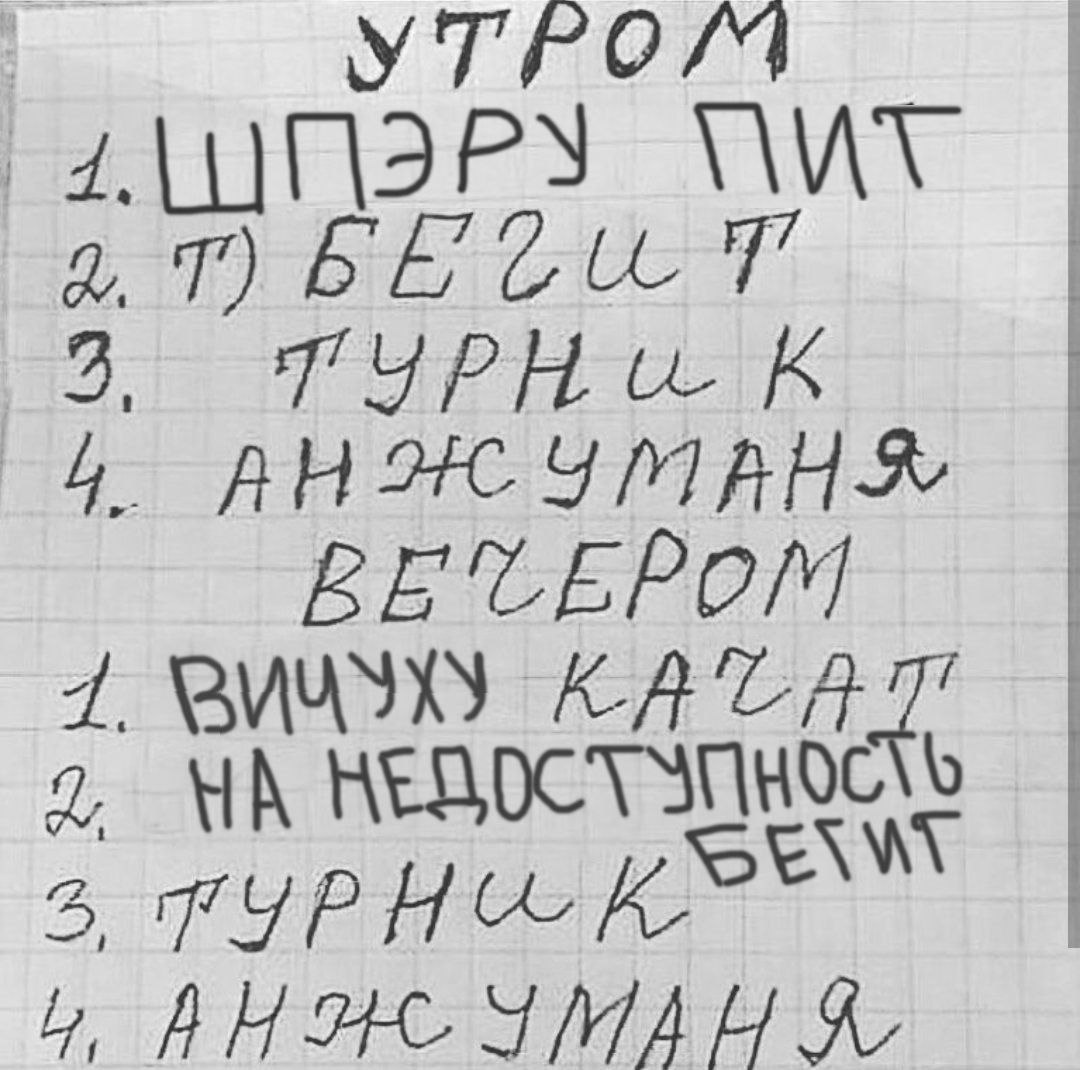 УТРОМ
1. ШПЭРУ ПИТ
2. Т) БЕГИТ
3. ТУРНИК
4. АНЖУМАНЯ
ВЕЧЕРОМ
1. ВИЧУХУ КАЧАТ
2. НА НЕДОСТУПНОСТЬ
БЕГИТ
3. ТУРНИК
4. АНЖУМАНЯ